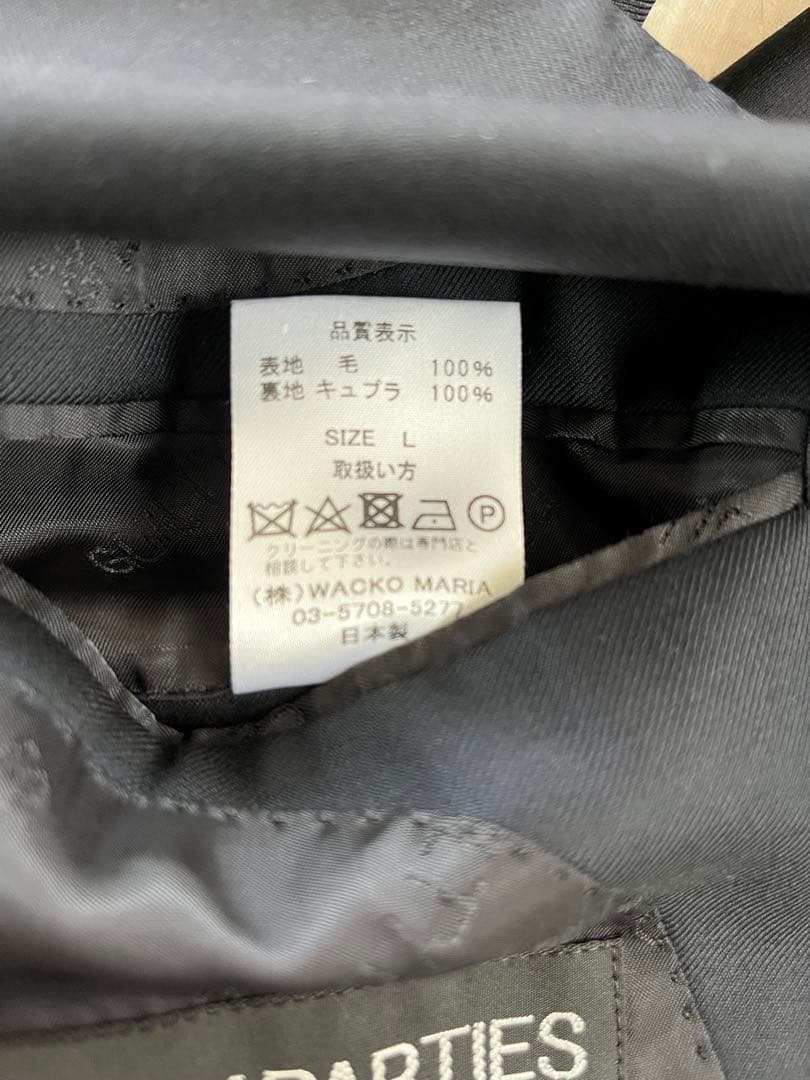 品質表示
表地 毛 100%
裏地 キュプラ 100%
SIZE L
取扱い方
P
クリーニングの際は専門店と
相談して下さい。
(株)WACKO MARIA
03-5708-5277
日本製
PARTIES